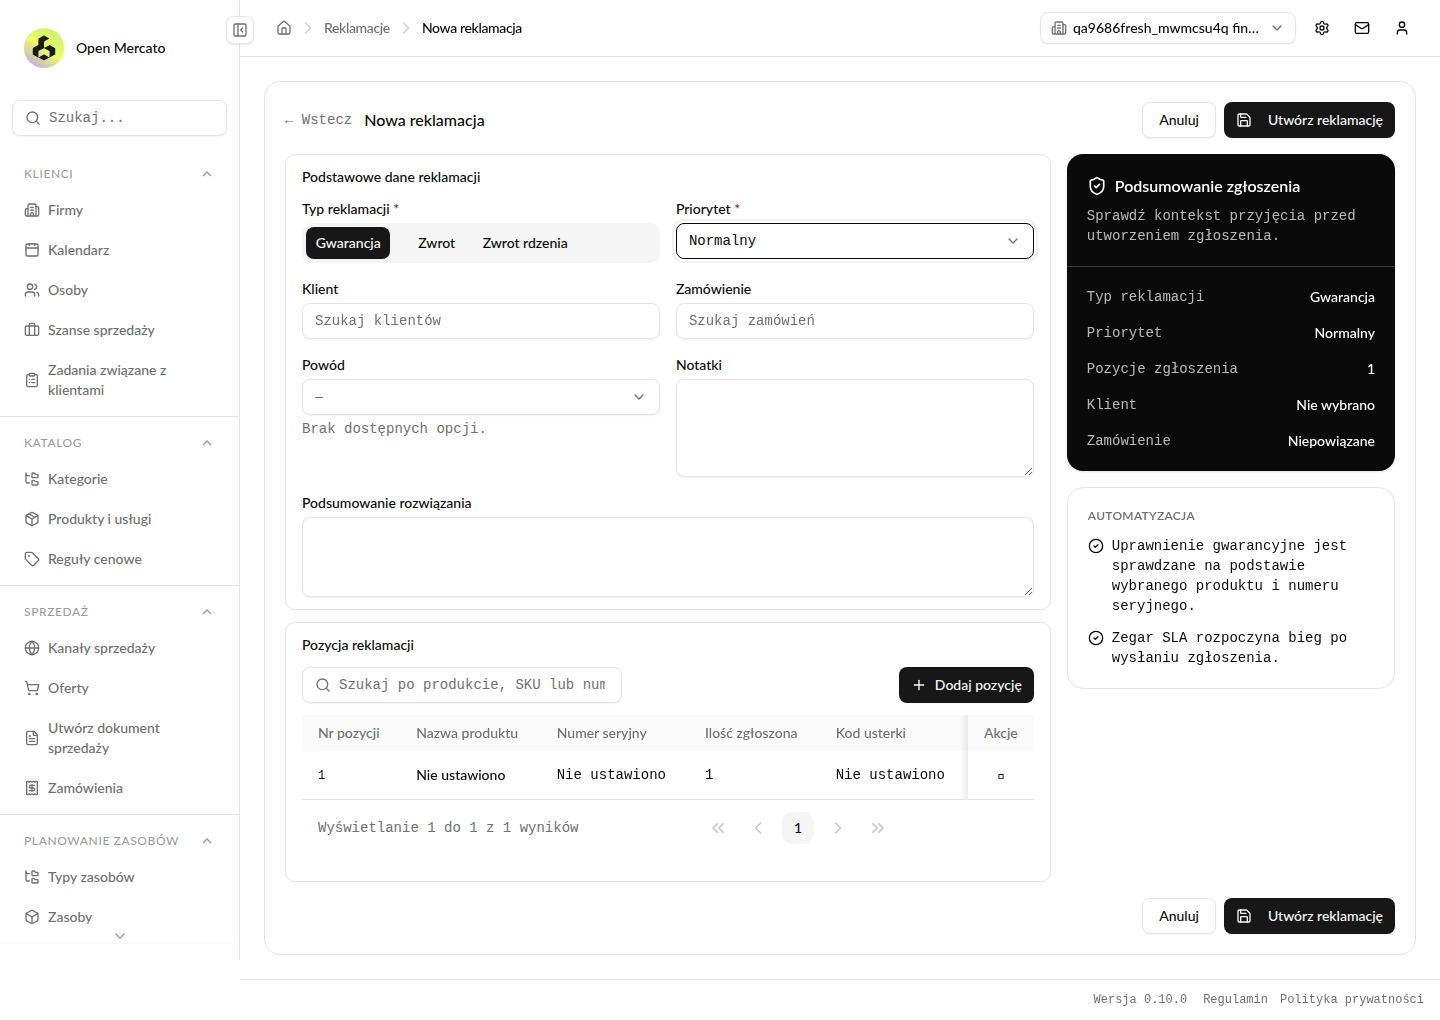 Open Mercato
Reklamacje
Nowa reklamacja
qa9686fresh_mwmcsu4q fin...
Szukaj...
KLIENCI
Firmy
Kalendarz
Osoby
Szanse sprzedaży
Zadania związane z
klientami
KATALOG
Kategorie
Produkty i usługi
Reguły cenowe
SPRZEDAŻ
Kanały sprzedaży
Oferty
Utwórz dokument
sprzedaży
Zamówienia
PLANOWANIE ZASOBÓW
Typy zasobów
Zasoby
← Wstecz
Nowa reklamacja
Anuluj
Utwórz reklamację
Podstawowe dane reklamacji
Typ reklamacji *
Gwarancja
Zwrot
Zwrot rdzenia
Priorytet *
Normalny
Klient
Szukaj klientów
Zamówienie
Szukaj zamówień
Powód
—
Brak dostępnych opcji.
Notatki
Podsumowanie rozwiązania
Pozycja reklamacji
Szukaj po produkcie, SKU lub num
Dodaj pozycję
Nr pozycji Nazwa produktu Numer seryjny Ilość zgłoszona Kod usterki Akcje
1 Nie ustawiono Nie ustawiono 1 Nie ustawiono
Wyświetlanie 1 do 1 z 1 wyników
1
Podsumowanie zgłoszenia
Sprawdź kontekst przyjęcia przed
utworzeniem zgłoszenia.
Typ reklamacji Gwarancja
Priorytet Normalny
Pozycje zgłoszenia 1
Klient Nie wybrano
Zamówienie Niepowiązane
AUTOMATYZACJA
Uprawnienie gwarancyjne jest
sprawdzane na podstawie
wybranego produktu i numeru
seryjnego.
Zegar SLA rozpoczyna bieg po
wysłaniu zgłoszenia.
Anuluj
Utwórz reklamację
Wersja 0.10.0 Regulamin Polityka prywatności